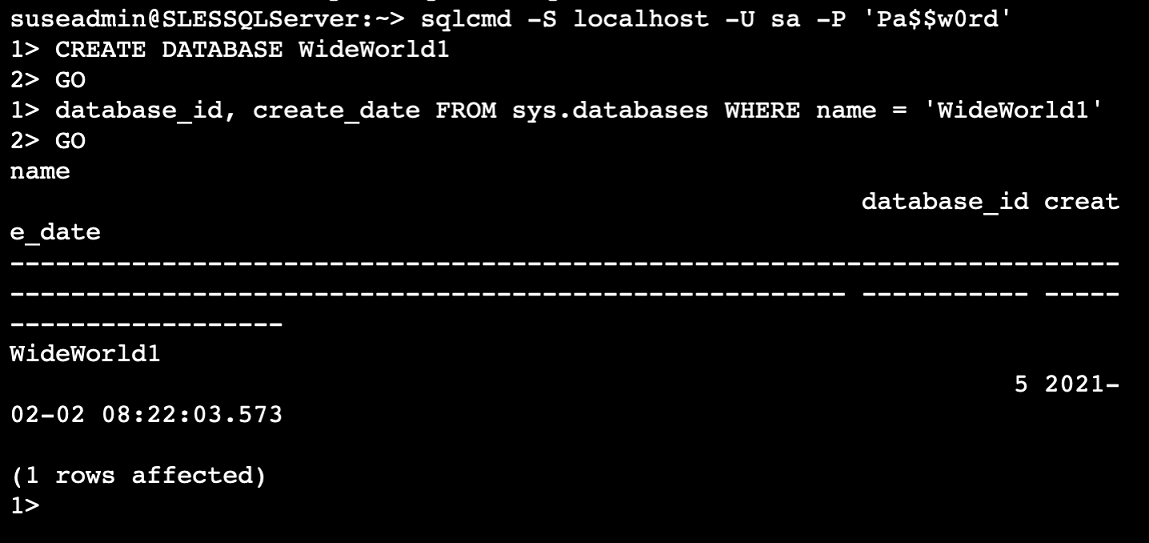 suseadmin@SLESSQLServer:~> sqlcmd -S localhost -U sa -P 'Pa$$w0rd'
1> CREATE DATABASE WideWorld1
2> GO
1> database_id, create_date FROM sys.databases WHERE name = 'WideWorld1'
2> GO
name
database_id creat
e_date
-------------------------------------------------------------------------
------------------------------------------------------- ----------- -----
------------------
WideWorld1
5 2021-
02-02 08:22:03.573
(1 rows affected)
1>